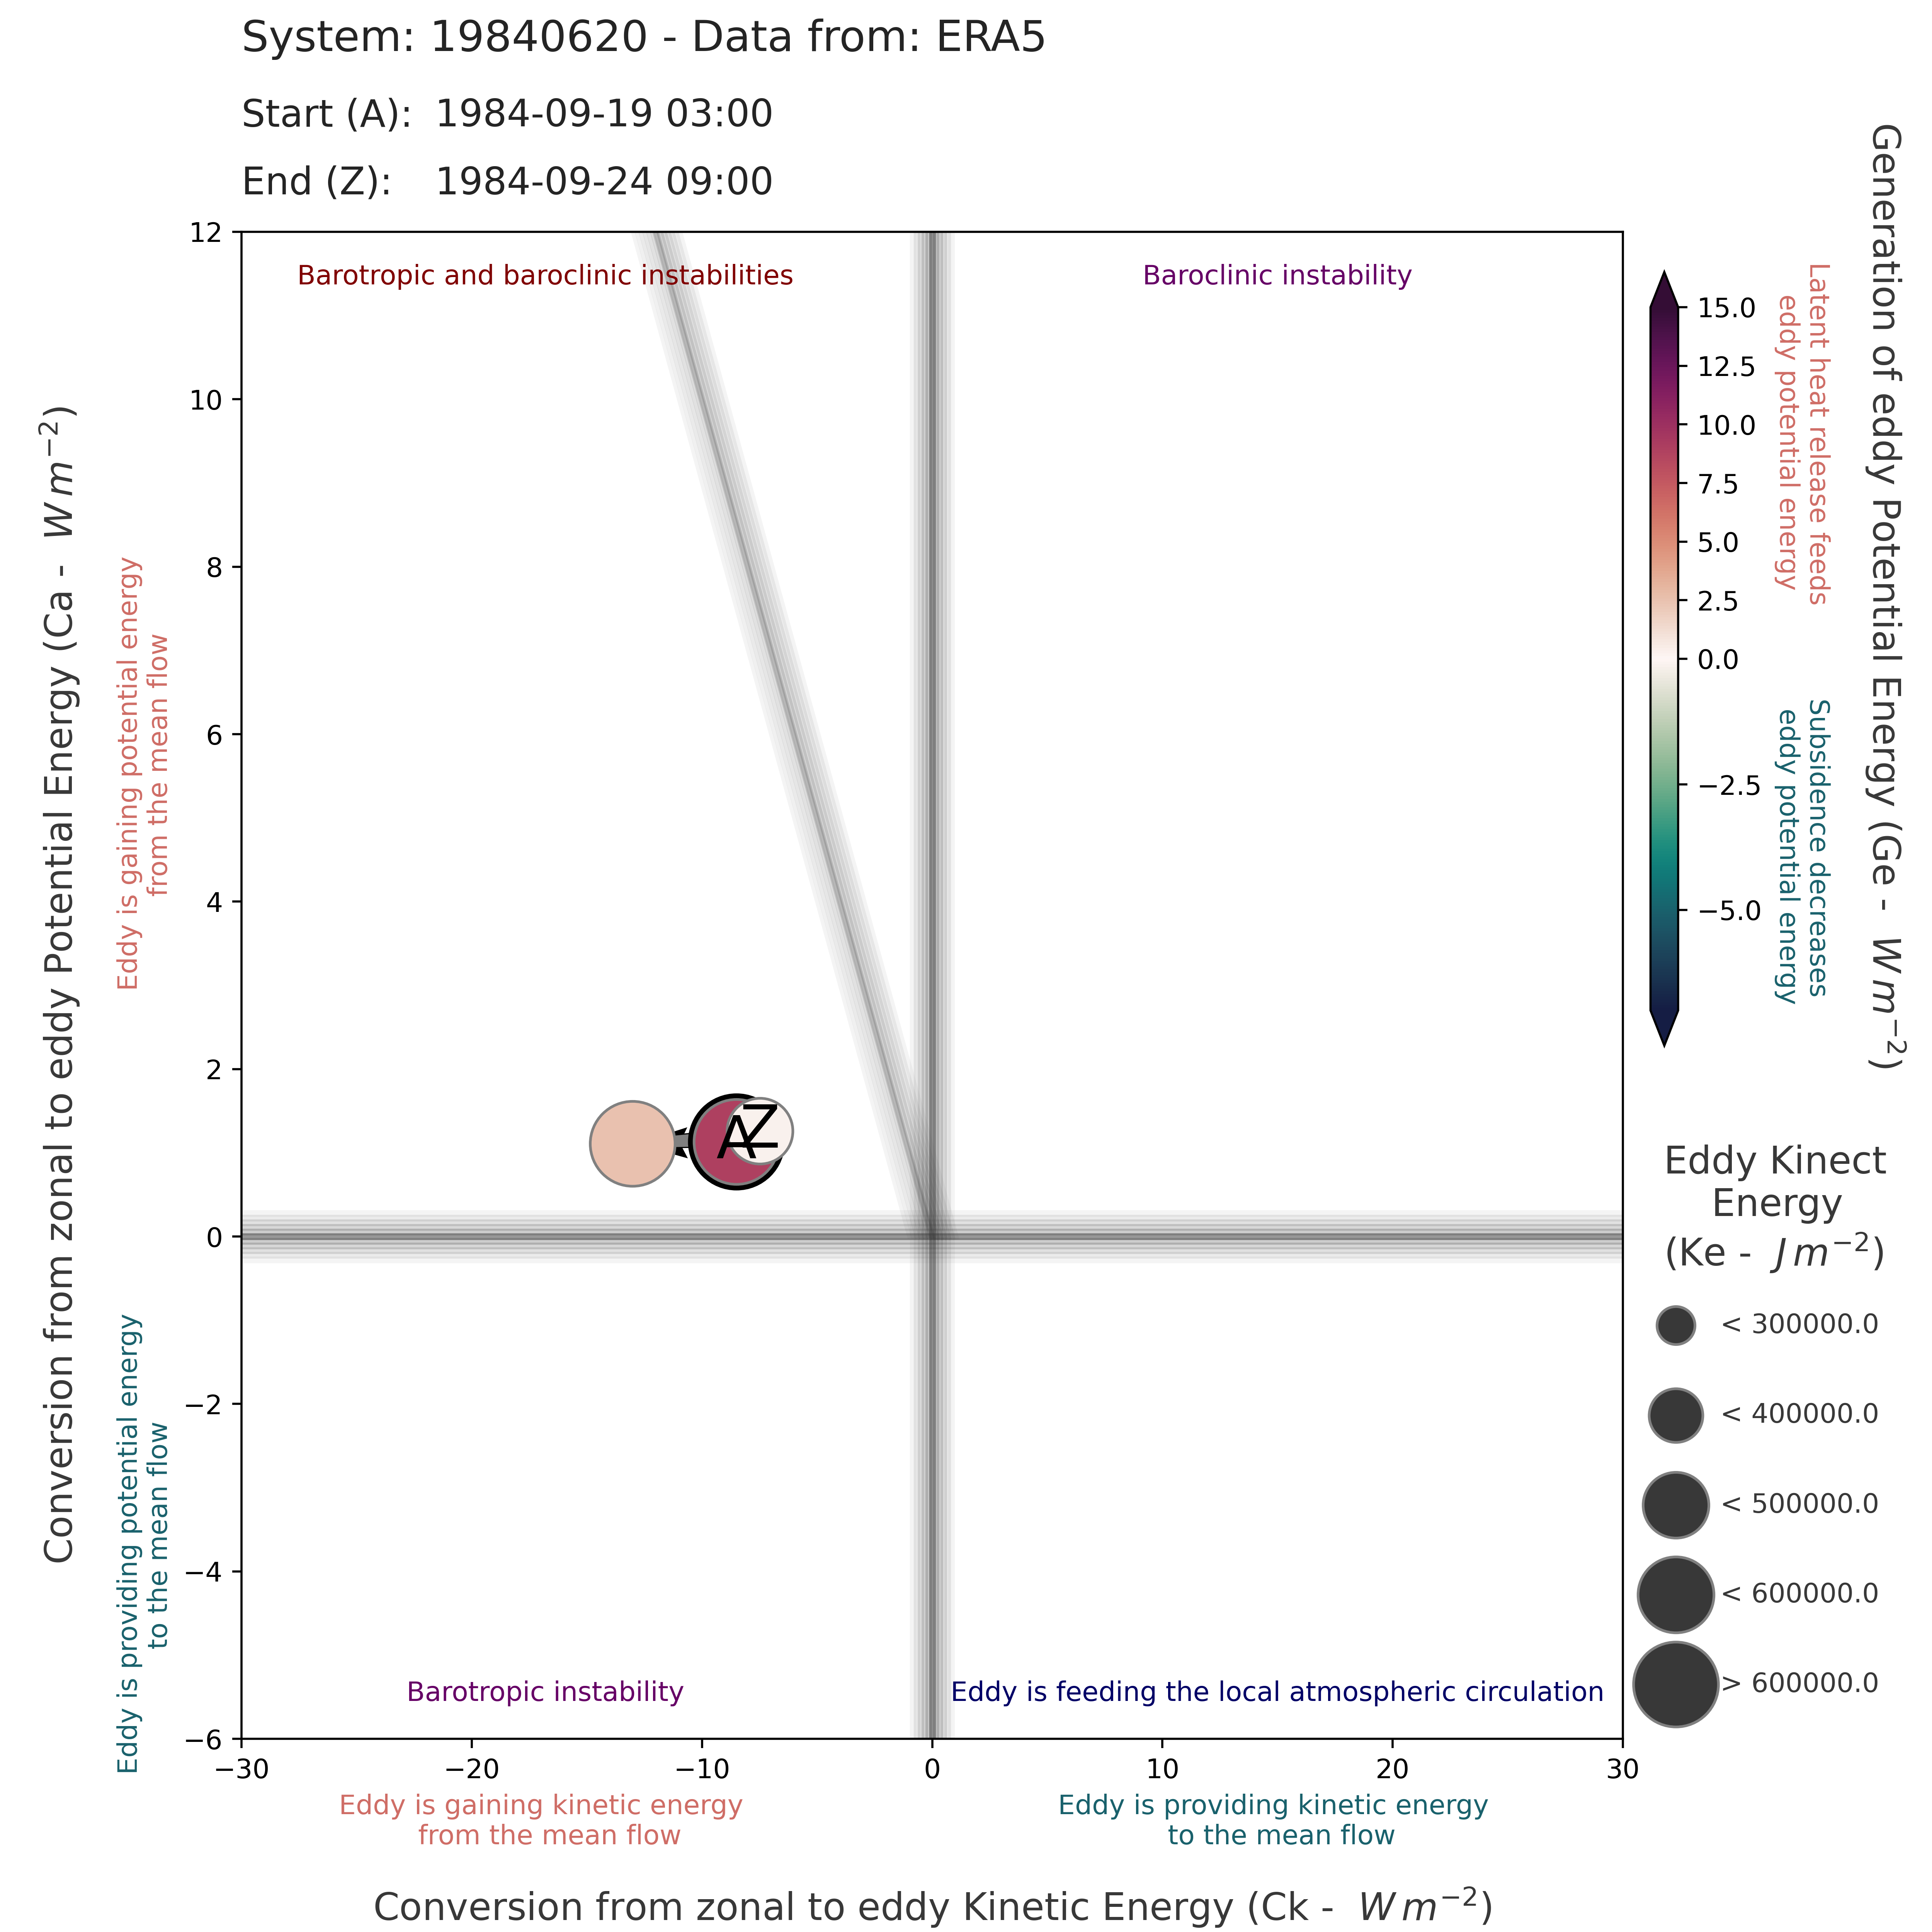 System: 19840620 - Data from: ERA5
Start (A): 1984-09-19 03:00
End (Z): 1984-09-24 09:00
Conversion from zonal to eddy Potential Energy (Ca - W m⁻²)
Eddy is gaining potential energy
from the mean flow
Eddy is providing potential energy
to the mean flow
12
10
8
6
4
2
0
−2
−4
−6
Barotropic and baroclinic instabilities
Baroclinic instability
A
Z
Barotropic instability
Eddy is feeding the local atmospheric circulation
−30
−20
−10
0
10
20
30
Eddy is gaining kinetic energy
from the mean flow
Eddy is providing kinetic energy
to the mean flow
Conversion from zonal to eddy Kinetic Energy (Ck - W m⁻²)
15.0
12.5
10.0
7.5
5.0
2.5
0.0
−2.5
−5.0
Latent heat release feeds
eddy potential energy
Subsidence decreases
eddy potential energy
Generation of eddy Potential Energy (Ge - W m⁻²)
Eddy Kinect
Energy
(Ke - J m⁻²)
< 300000.0
< 400000.0
< 500000.0
< 600000.0
> 600000.0